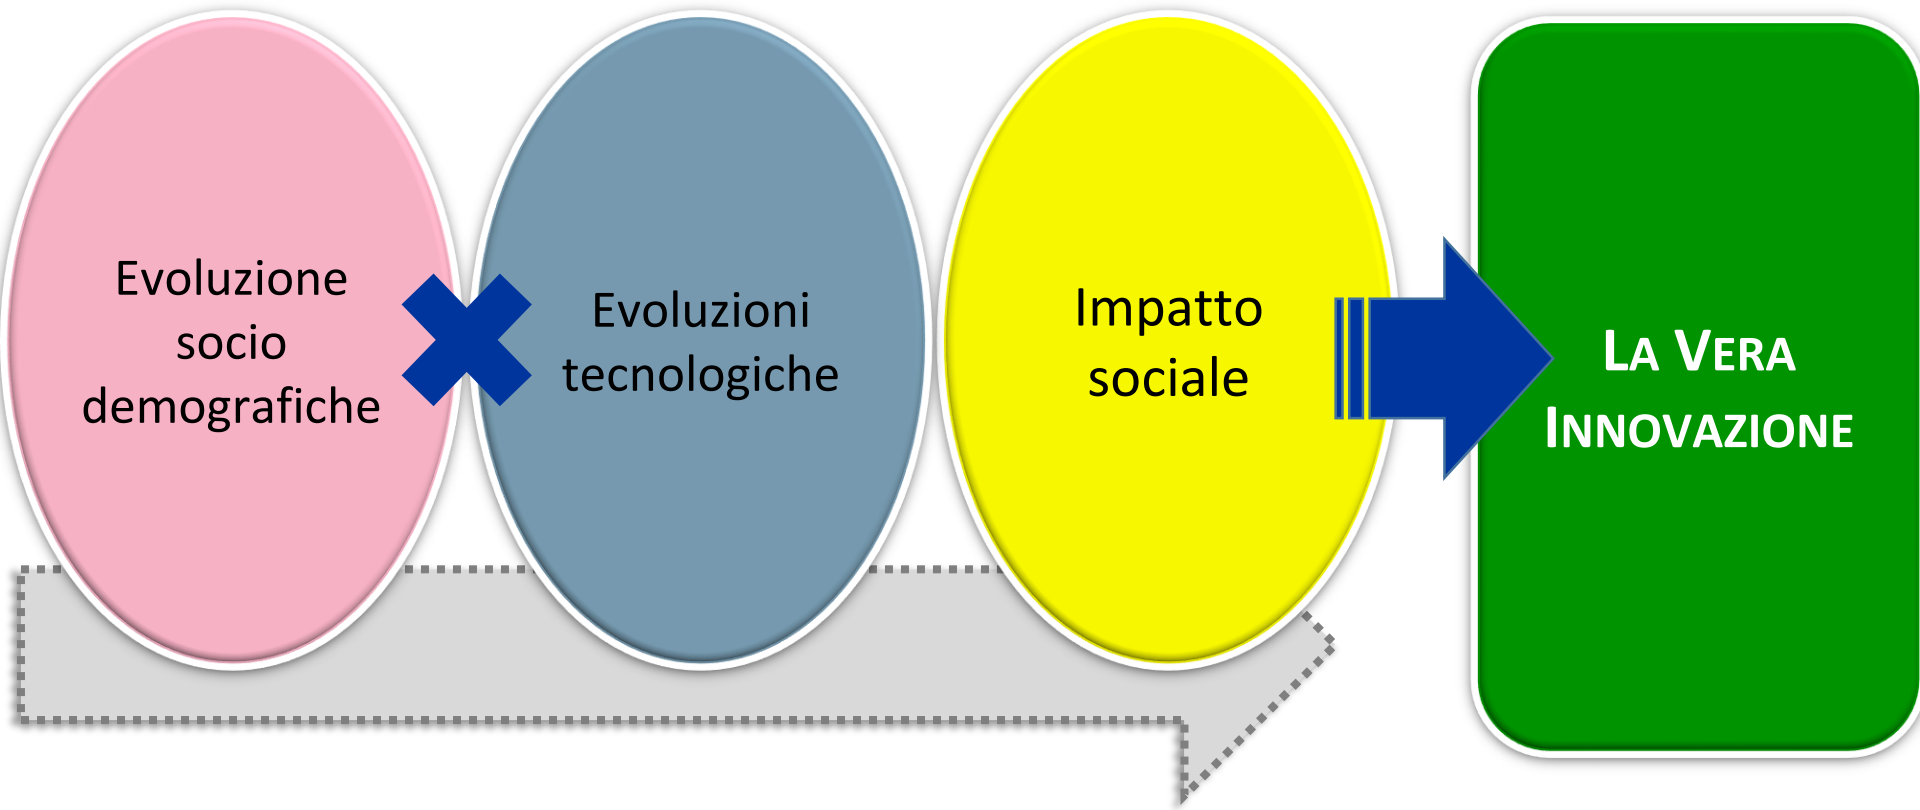 Evoluzione
socio
demografiche
Evoluzioni
tecnologiche
Impatto
sociale
LA VERA
INNOVAZIONE